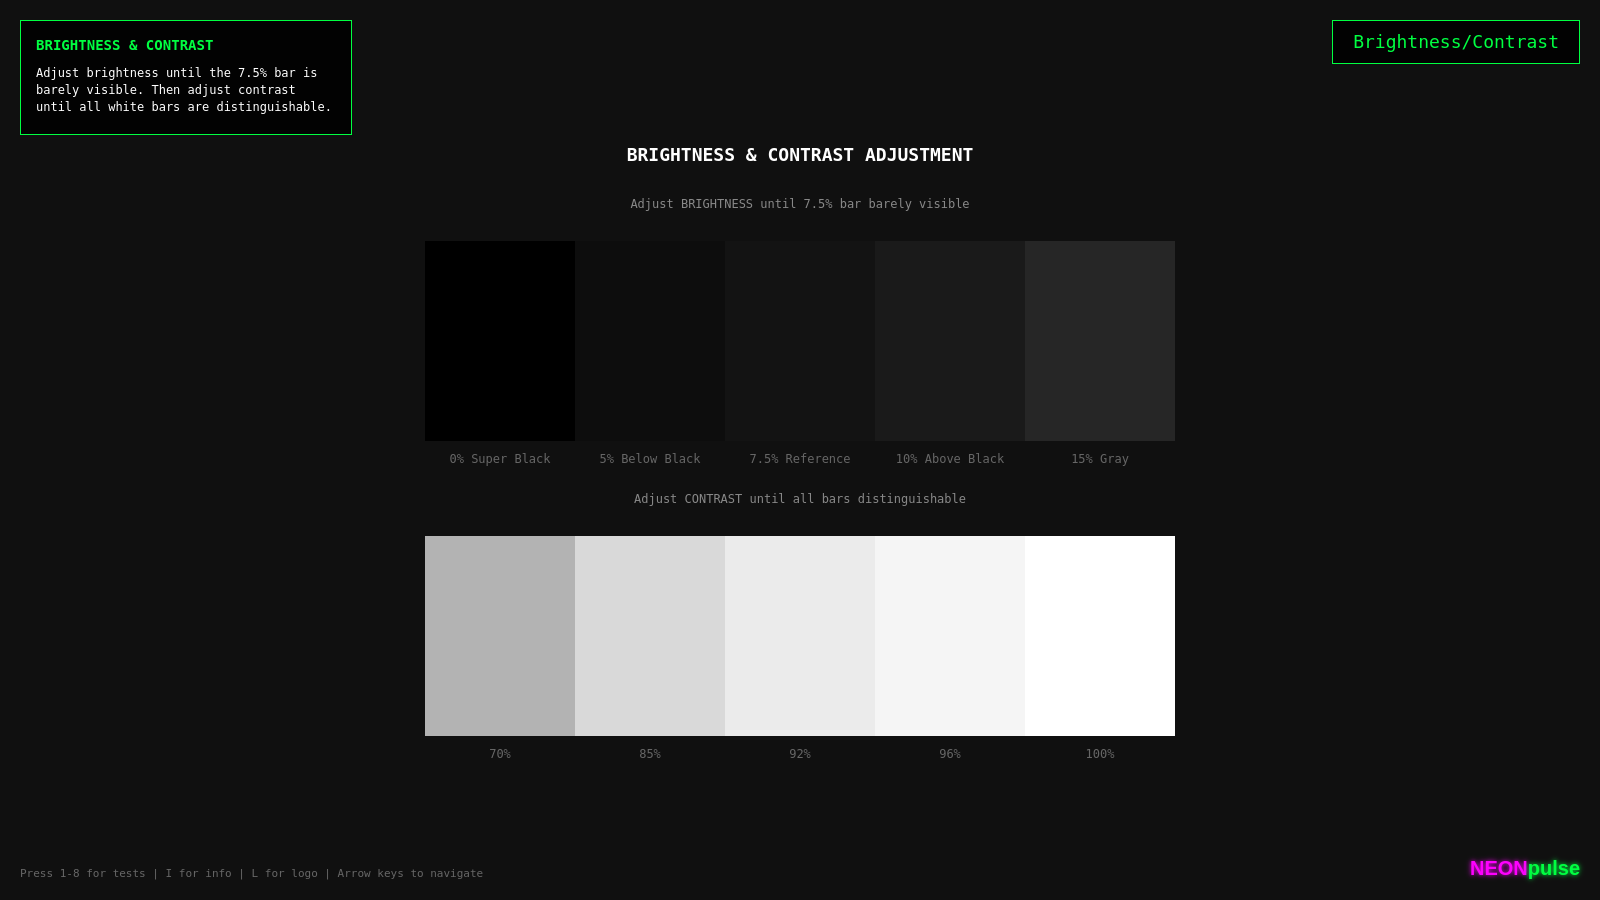 BRIGHTNESS & CONTRAST
Adjust brightness until the 7.5% bar is
barely visible. Then adjust contrast
until all white bars are distinguishable.
Brightness/Contrast
BRIGHTNESS & CONTRAST ADJUSTMENT
Adjust BRIGHTNESS until 7.5% bar barely visible
0% Super Black
5% Below Black
7.5% Reference
10% Above Black
15% Gray
Adjust CONTRAST until all bars distinguishable
70%
85%
92%
96%
100%
Press 1-8 for tests | I for info | L for logo | Arrow keys to navigate
NEONpulse